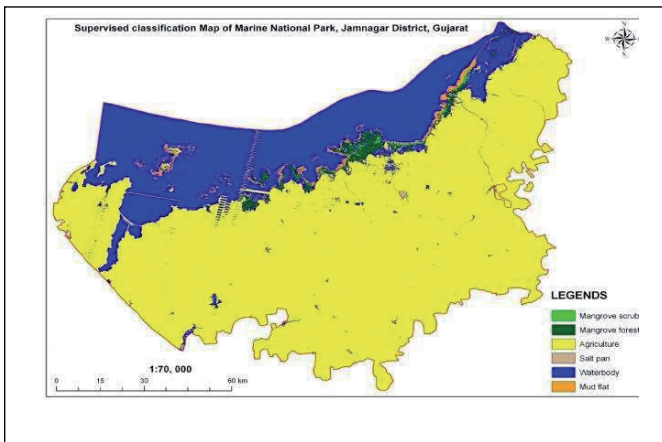 Supervised classification Map of Marine National Park, Jamnagar District, Gujarat
N
W
E
S
LEGENDS
Mangrove scrub
Mangrove forest
Agriculture
Salt pan
Waterbody
Mud flat
1:70, 000
0 15 30 60 km